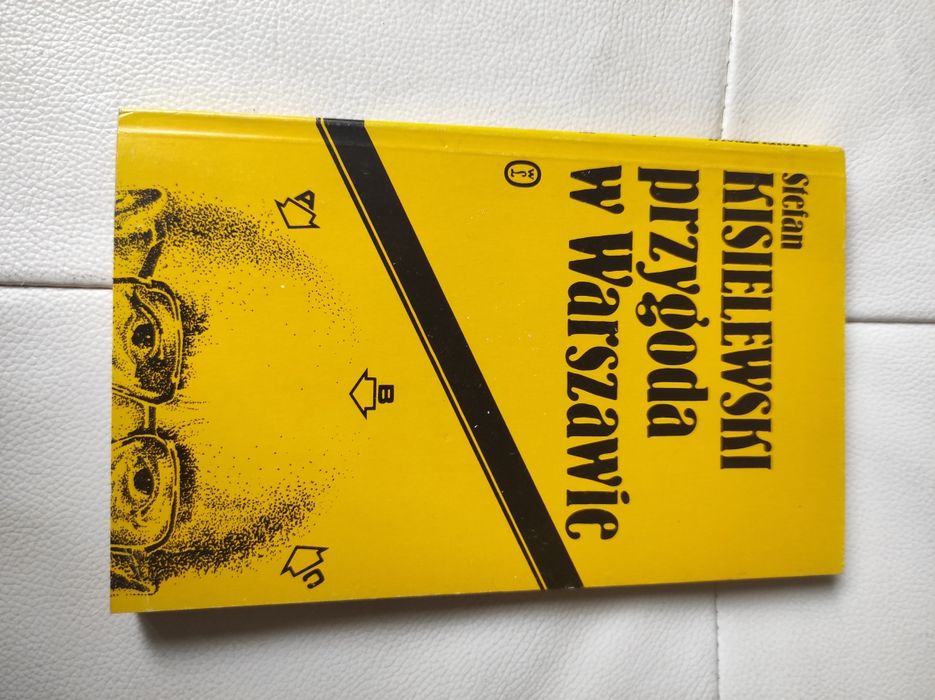 Stefan
KISIELEWSKI
przygoda
w Warszawie
A
B
C